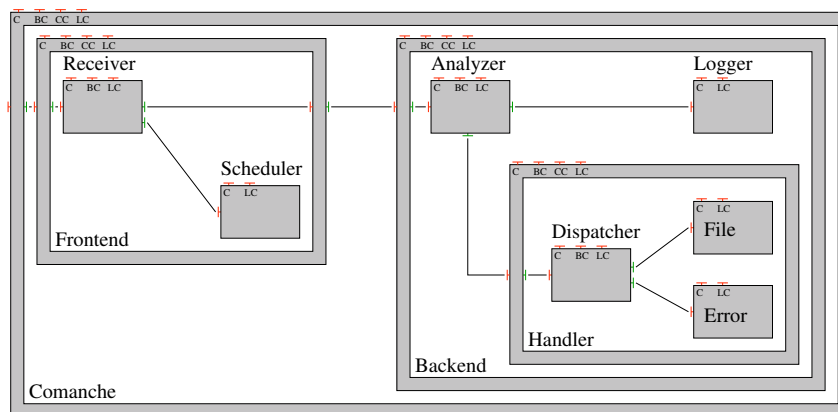 C BC CC LC
C BC CC LC
C BC CC LC
Receiver
Analyzer
Logger
C BC LC
C BC LC
C LC
Scheduler
C LC
C BC CC LC
Dispatcher
C BC LC
C LC
File
Frontend
C LC
Error
Handler
Backend
Comanche